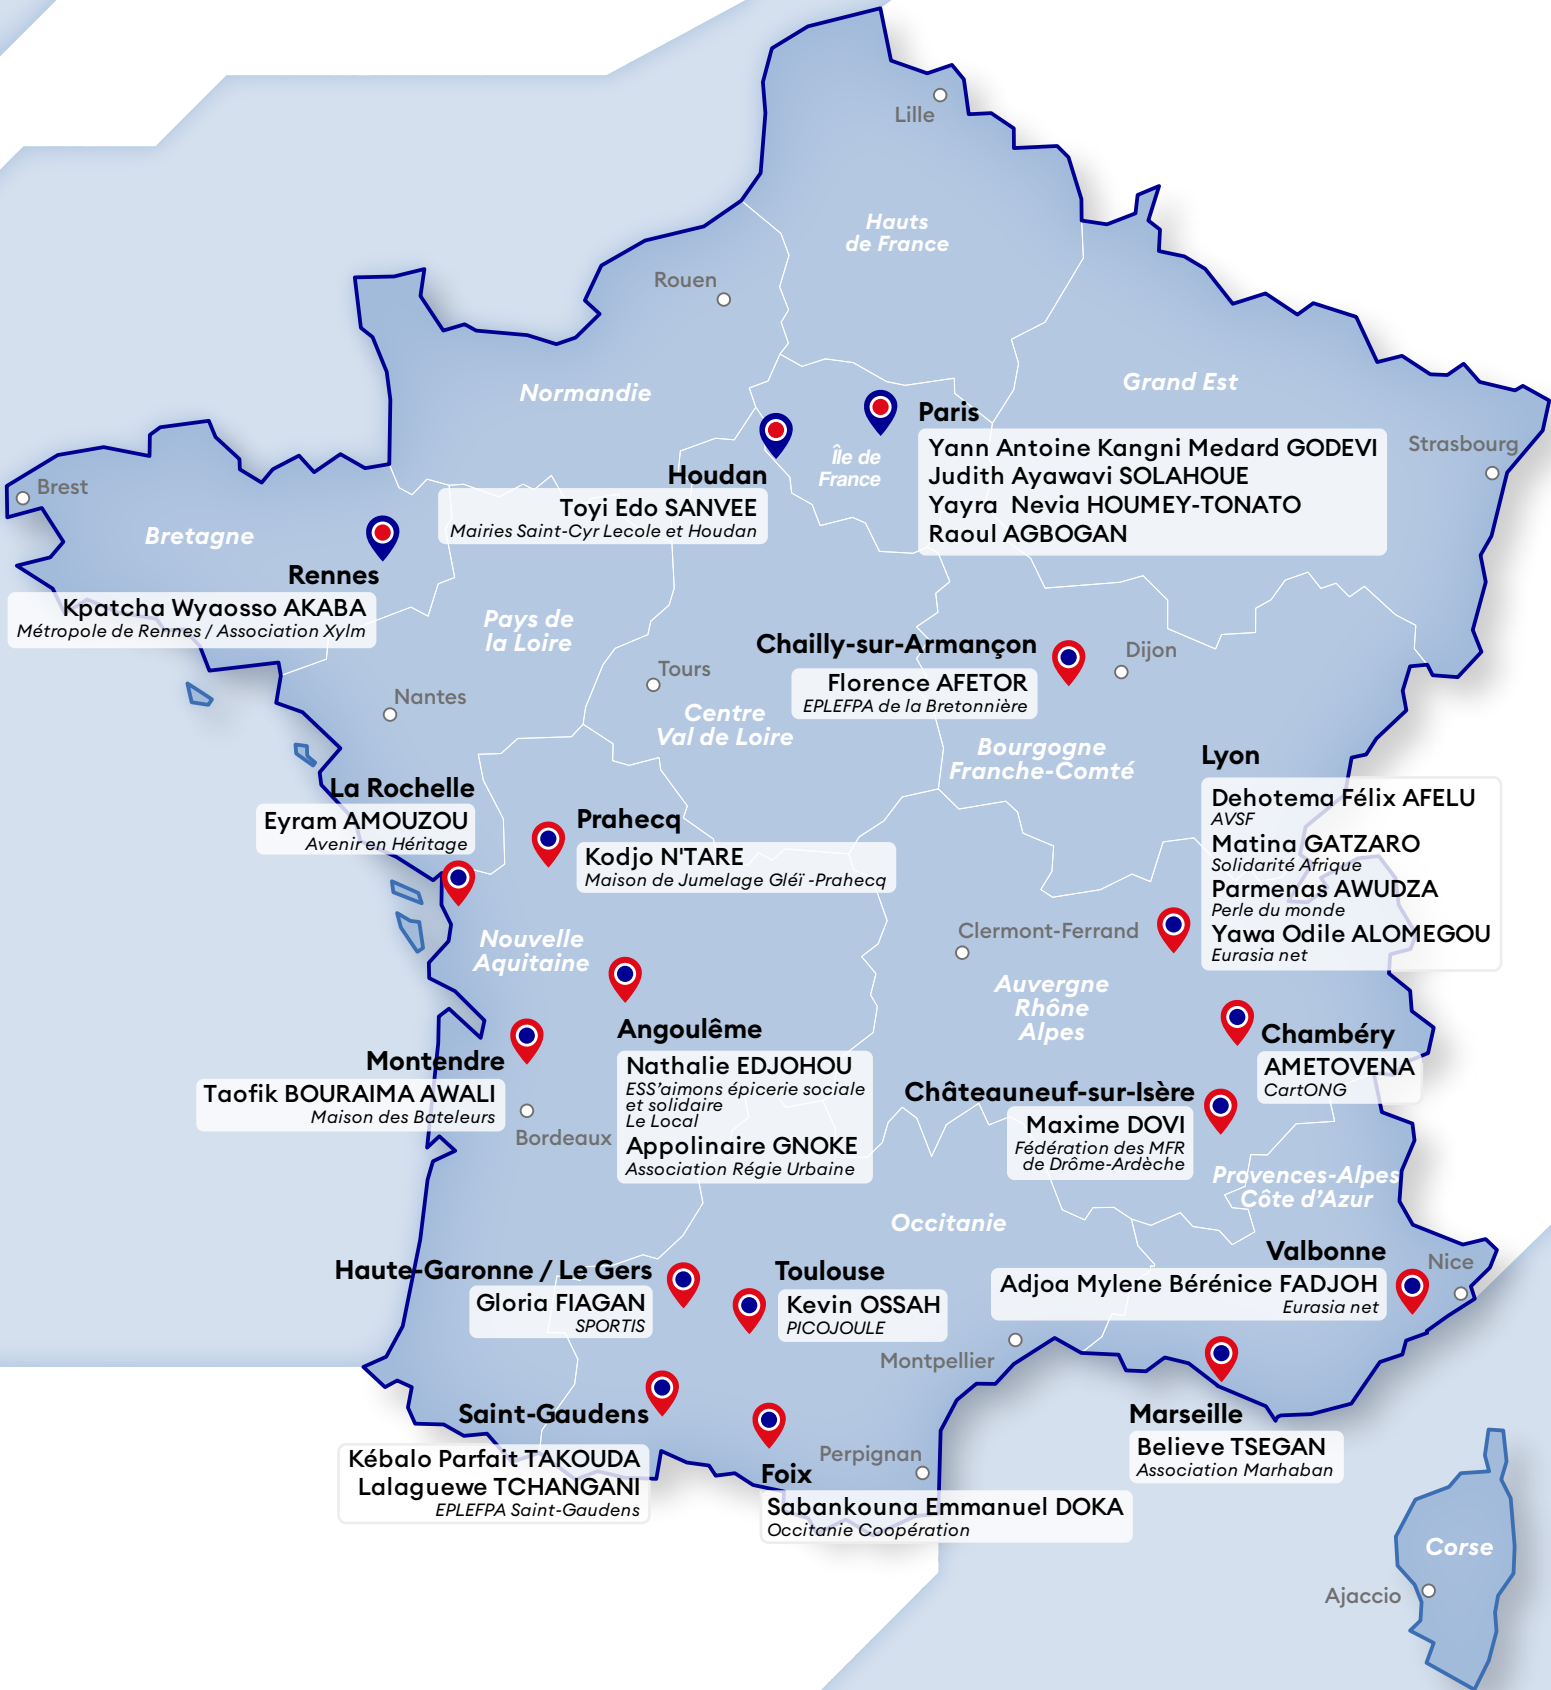 Lille
Hauts
de France
Rouen
Normandie
Grand Est
Paris
Yann Antoine Kangni Medard GODEVI
Judith Ayawavi SOLAHOUE
Yayra  Nevia HOUMEY-TONATO
Raoul AGBOGAN
Strasbourg
Île de
France
Houdan
Toyi Edo SANVEE
Mairies Saint-Cyr Lecole et Houdan
Brest
Bretagne
Rennes
Kpatcha Wyaosso AKABA
Métropole de Rennes / Association Xylm
Pays de
la Loire
Chailly-sur-Armançon
Florence AFETOR
EPLEFPA de la Bretonnière
Dijon
Tours
Nantes
Centre
Val de Loire
Bourgogne
Franche-Comté
Lyon
Dehotema Félix AFELU
AVSF
Matina GATZARO
Solidarité Afrique
Parmenas AWUDZA
Perle du monde
Yawa Odile ALOMEGOU
Eurasia net
La Rochelle
Eyram AMOUZOU
Avenir en Héritage
Prahecq
Kodjo N'TARE
Maison de Jumelage Gléï -Prahecq
Nouvelle
Aquitaine
Clermont-Ferrand
Auvergne
Rhône
Alpes
Angoulême
Nathalie EDJOHOU
ESS’aimons épicerie sociale
et solidaire
Le Local
Appolinaire GNOKE
Association Régie Urbaine
Chambéry
AMETOVENA
CartONG
Montendre
Taofik BOURAIMA AWALI
Maison des Bateleurs
Bordeaux
Châteauneuf-sur-Isère
Maxime DOVI
Fédération des MFR
de Drôme-Ardèche
Provences-Alpes
Côte d’Azur
Occitanie
Valbonne
Adjoa Mylene Bérénice FADJOH
Eurasia net
Nice
Haute-Garonne / Le Gers
Gloria FIAGAN
SPORTIS
Toulouse
Kevin OSSAH
PICOJOULE
Montpellier
Saint-Gaudens
Kébalo Parfait TAKOUDA
Lalaguewe TCHANGANI
EPLEFPA Saint-Gaudens
Marseille
Believe TSEGAN
Association Marhaban
Perpignan
Foix
Sabankouna Emmanuel DOKA
Occitanie Coopération
Corse
Ajaccio